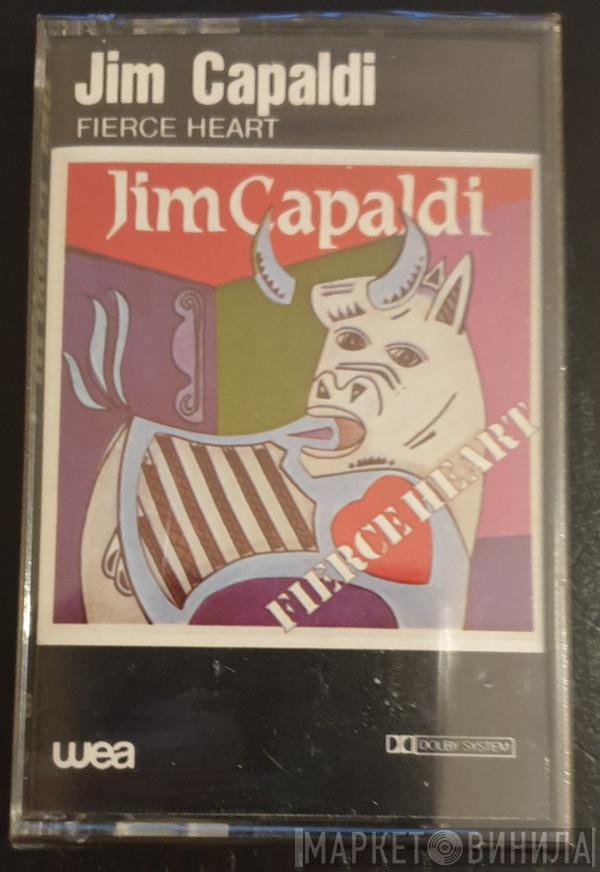 Jim Capaldi
FIERCE HEART
Jim Capaldi
FIERCE HEART
wea
DOLBY SYSTEM
МАРКЕТ ВИНИЛА